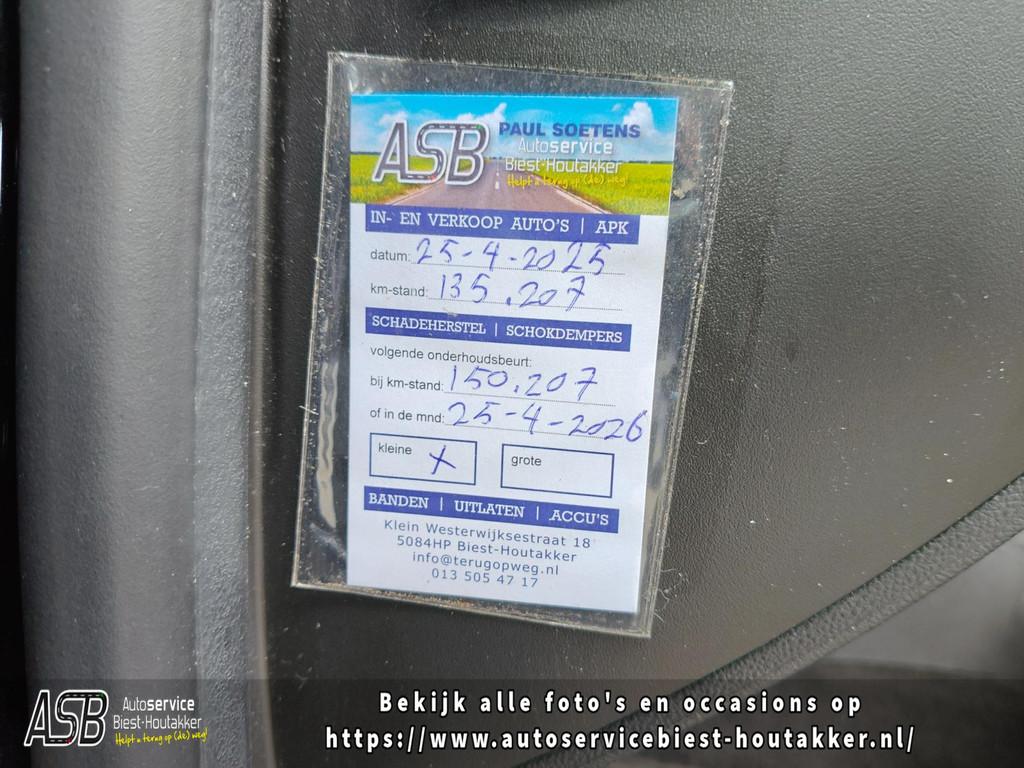 ASB PAUL SOETENS
Autoservice
Biest-Houtakker
Helpt u terug op (de) weg!
IN- EN VERKOOP AUTO'S | APK
datum: 25-4-2025
km-stand: 135.207
SCHADEHERSTEL | SCHOKDEMPERS
volgende onderhoudsbeurt:
bij km-stand: 150.207
of in de mnd: 25-4-2026
kleine X grote
BANDEN | UITLATEN | ACCU'S
Klein Westerwijksestraat 18
5084HP Biest-Houtakker
info@terugopweg.nl
013 505 47 17
ASB Autoservice
Biest-Houtakker
Helpt u terug op (de) weg!
Bekijk alle foto's en occasions op
https://www.autoservicebiest-houtakker.nl/